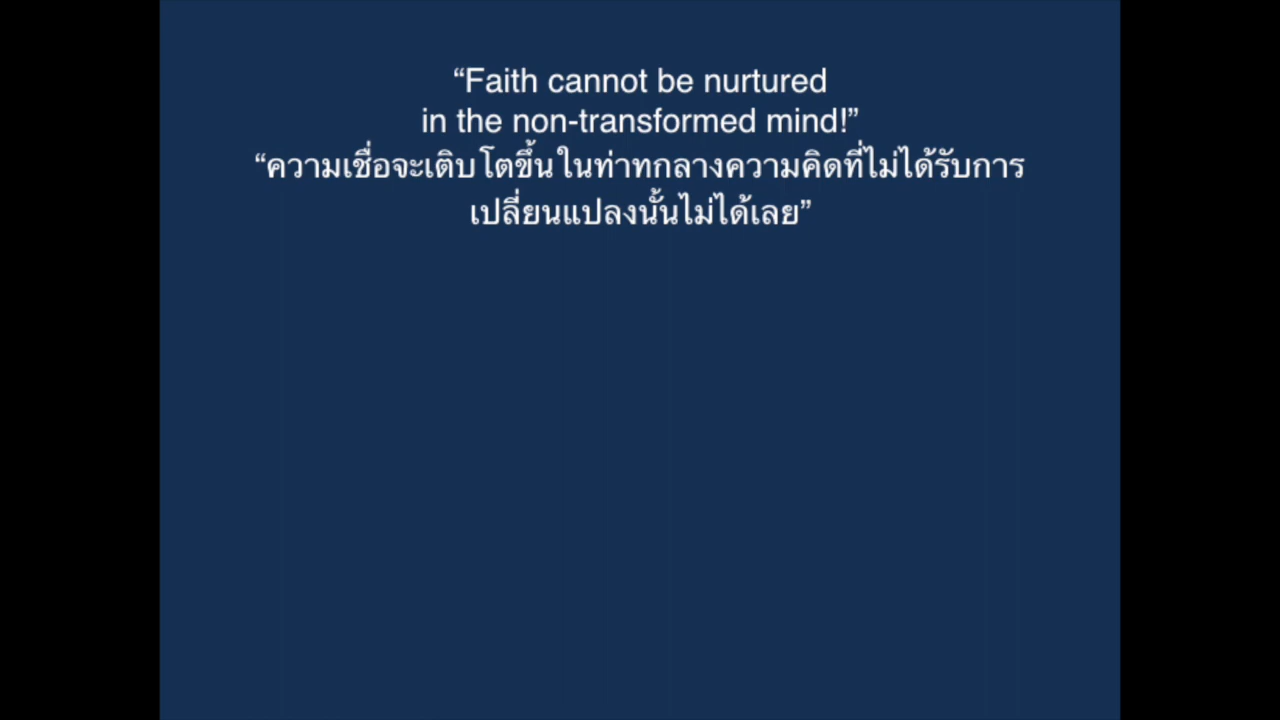 “Faith cannot be nurtured
in the non-transformed mind!”
“ความเชื่อจะเติบโตขึ้นในท่าทกลางความคิดที่ไม่ได้รับการ
เปลี่ยนแปลงนั้นไม่ได้เลย”